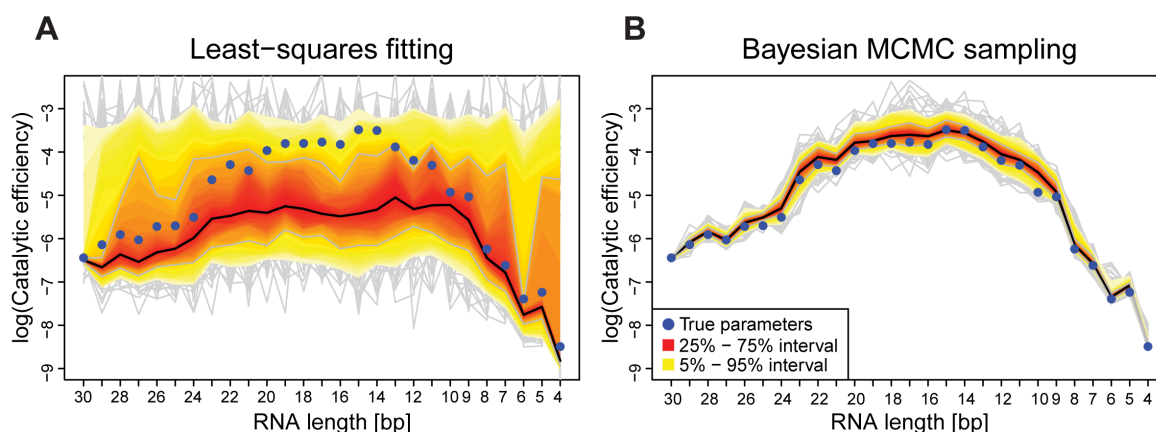 A
Least−squares fitting
log(Catalytic efficiency)
-3
-4
-5
-6
-7
-8
-9
30 28 26 24 22 20 18 16 14 12 10 9 8 7 6 5 4
RNA length [bp]
B
Bayesian MCMC sampling
log(Catalytic efficiency)
-3
-4
-5
-6
-7
-8
-9
True parameters
25% − 75% interval
5% − 95% interval
30 28 26 24 22 20 18 16 14 12 10 9 8 7 6 5 4
RNA length [bp]